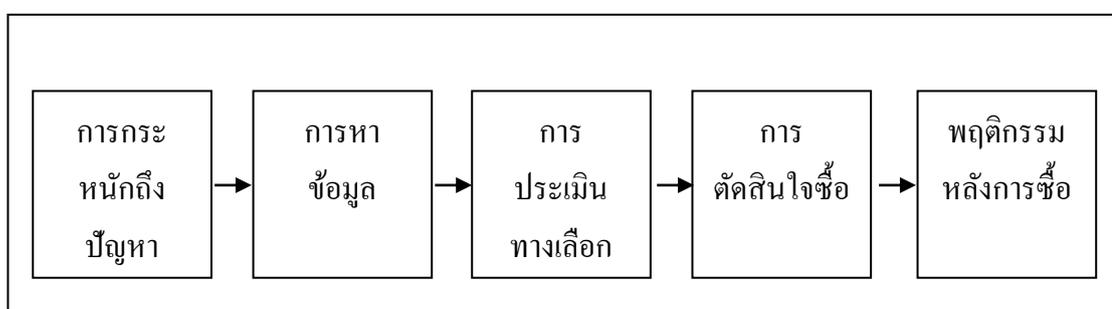 การกระ
หนักถึง
ปัญหา
การหา
ข้อมูล
การ
ประเมิน
ทางเลือก
การ
ตัดสินใจซื้อ
พฤติกรรม
หลังการซื้อ